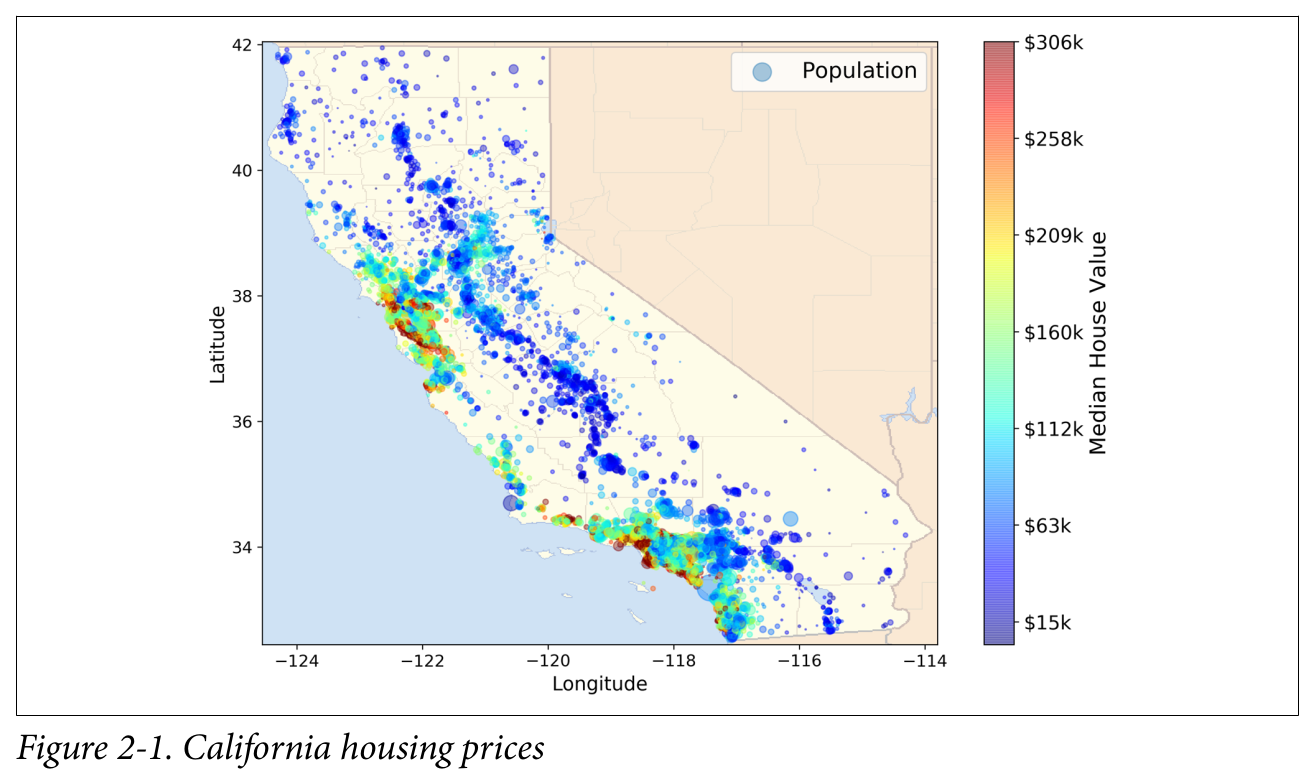 42
40
38
36
34
Latitude
−124
−122
−120
−118
−116
−114
Longitude
Population
$306k
$258k
$209k
$160k
$112k
$63k
$15k
Median House Value
Figure 2-1. California housing prices